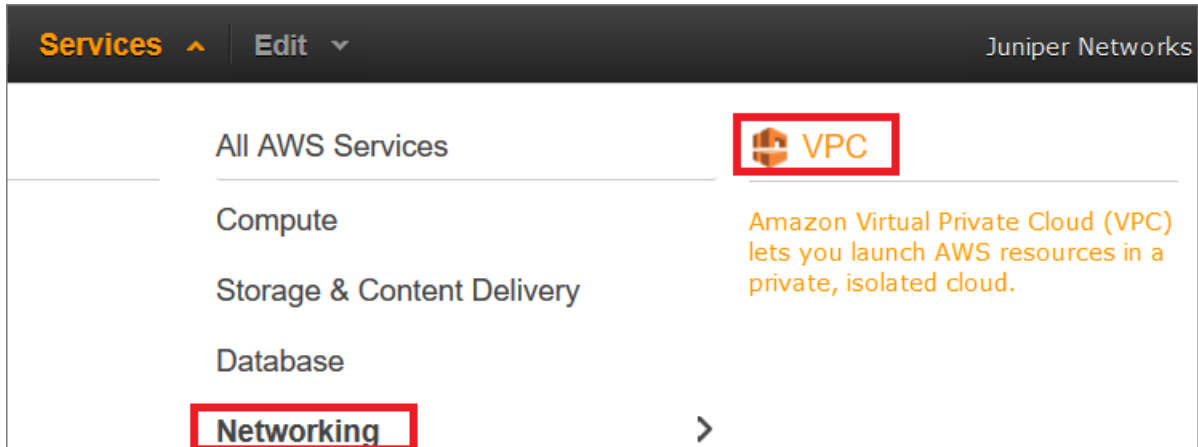 Services Edit Juniper Networks
All AWS Services
VPC
Compute
Amazon Virtual Private Cloud (VPC)
lets you launch AWS resources in a
private, isolated cloud.
Storage & Content Delivery
Database
Networking